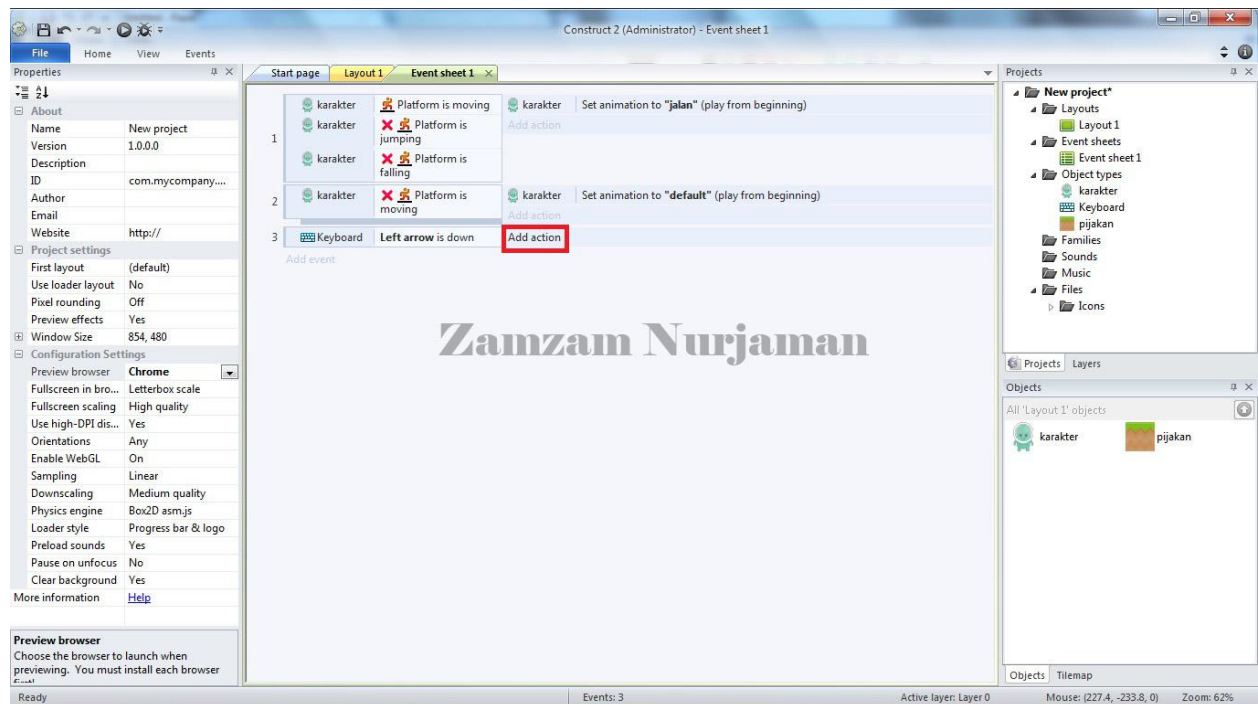 Construct 2 (Administrator) - Event sheet 1
File Home View Events
Properties
About
Name New project
Version 1.0.0.0
Description
ID com.mycompany....
Author
Email
Website http://
Project settings
First layout (default)
Use loader layout No
Pixel rounding Off
Preview effects Yes
Window Size 854, 480
Configuration Settings
Preview browser Chrome
Fullscreen in bro... Letterbox scale
Fullscreen scaling High quality
Use high-DPI dis... Yes
Orientations Any
Enable WebGL On
Sampling Linear
Downscaling Medium quality
Physics engine Box2D asm.js
Loader style Progress bar & logo
Preload sounds Yes
Pause on unfocus No
Clear background Yes
More information Help
Preview browser
Choose the browser to launch when
previewing. You must install each browser
Start page Layout 1 Event sheet 1
1
karakter Platform is moving karakter Set animation to "jalan" (play from beginning)
karakter Platform is
jumping
Add action
karakter Platform is
falling
2
karakter Platform is
moving
karakter Set animation to "default" (play from beginning)
Add action
3 Keyboard Left arrow is down Add action
Add event
Zamzam Nurjaman
Projects
New project*
Layouts
Layout 1
Event sheets
Event sheet 1
Object types
karakter
Keyboard
pijakan
Families
Sounds
Music
Files
Icons
Projects Layers
Objects
All 'Layout 1' objects
karakter pijakan
Objects Tilemap
Ready Events: 3 Active layer: Layer 0 Mouse: (227.4, -233.8, 0) Zoom: 62%